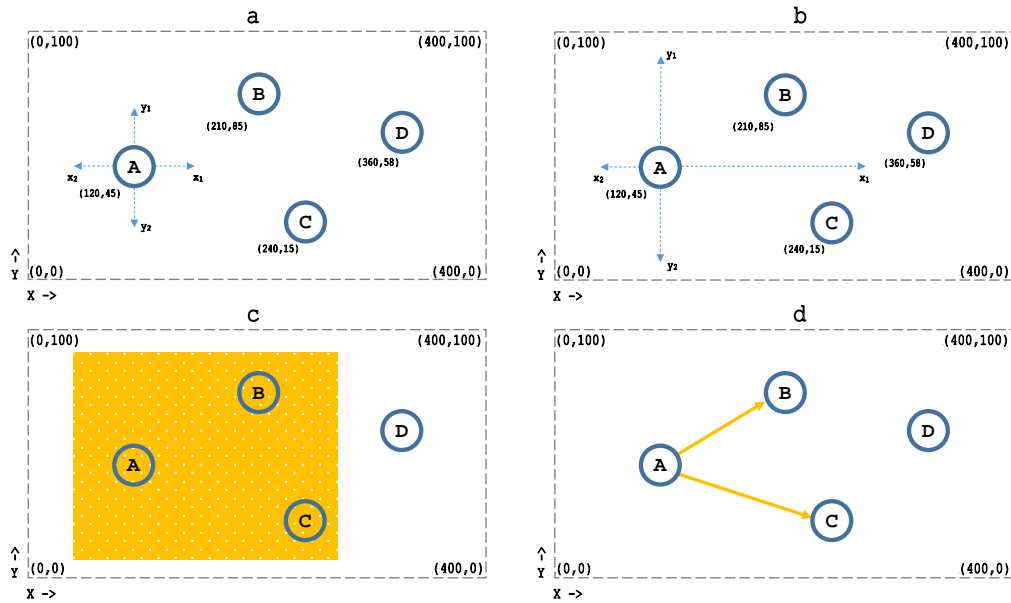 a
(0,100) (400,100)
B
y₁ (210,85) D
A (360,58)
x₂ x₁
(120,45)
y₂ C
(240,15)
Y ->
(0,0) (400,0)
X ->
b
(0,100) (400,100)
y₁
B
(210,85) D
A (360,58)
x₂ x₁
(120,45)
C
(240,15)
y₂
Y ->
(0,0) (400,0)
X ->
c
(0,100) (400,100)
B
D
A
C
Y ->
(0,0) (400,0)
X ->
d
(0,100) (400,100)
B
D
A
C
Y ->
(0,0) (400,0)
X ->